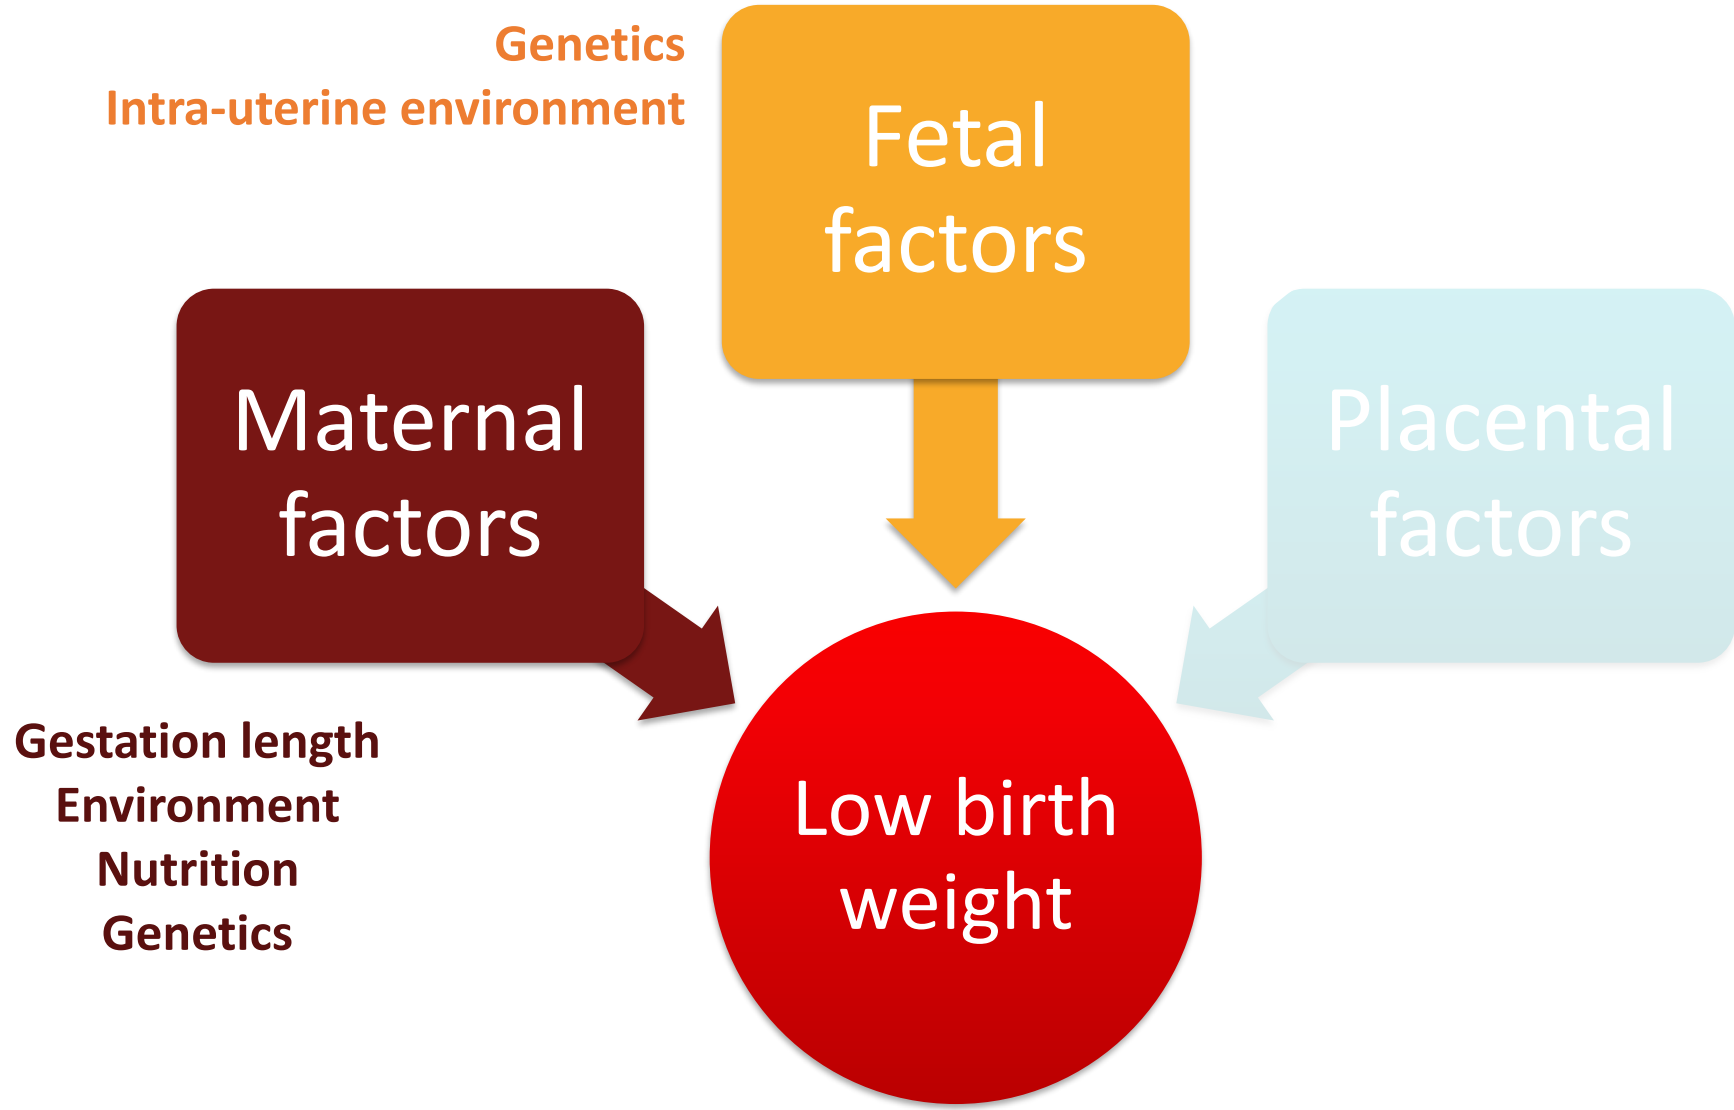 Genetics
Intra-uterine environment
Fetal
factors
Maternal
factors
Placental
factors
Gestation length
Environment
Nutrition
Genetics
Low birth
weight